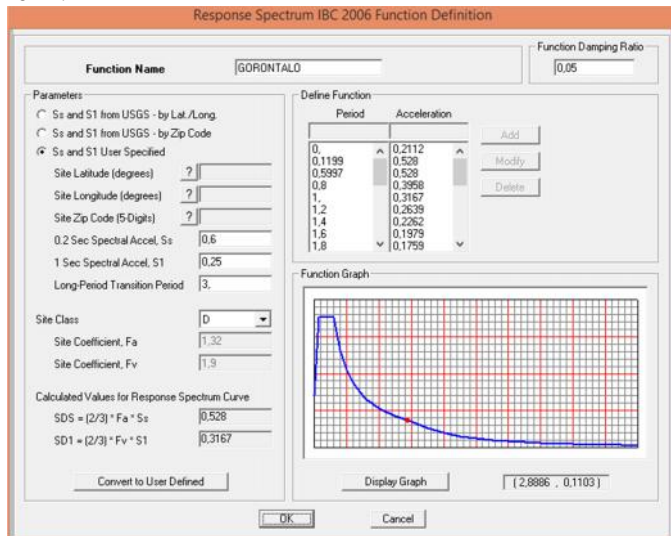 Response Spectrum IBC 2006 Function Definition
Function Damping Ratio
Function Name
GORONTALO
0,05
Parameters
Ss and S1 from USGS - by Lat./Long.
Ss and S1 from USGS - by Zip Code
Ss and S1 User Specified
Site Latitude (degrees) ?
Site Longitude (degrees) ?
Site Zip Code (5-Digits) ?
0.2 Sec Spectral Accel, Ss 0,6
1 Sec Spectral Accel, S1 0,25
Long-Period Transition Period 3,
Site Class D
Site Coefficient, Fa 1,32
Site Coefficient, Fv 1,9
Calculated Values for Response Spectrum Curve
SDS = (2/3) * Fa * Ss 0,528
SD1 = (2/3) * Fv * S1 0,3167
Convert to User Defined
Define Function
Period Acceleration
0, 0,2112
0,1199 0,528
0,5997 0,528
0,8 0,3958
1, 0,3167
1,2 0,2639
1,4 0,2262
1,6 0,1979
1,8 0,1759
Add
Modify
Delete
Function Graph
Display Graph
(2,8886 , 0,1103)
OK
Cancel